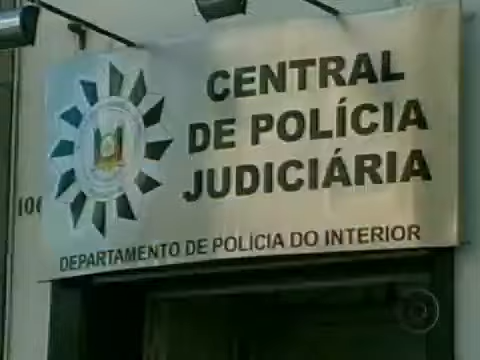 CENTRAL
DE POLÍCIA
JUDICIÁRIA
DEPARTAMENTO DE POLÍCIA DO INTERIOR